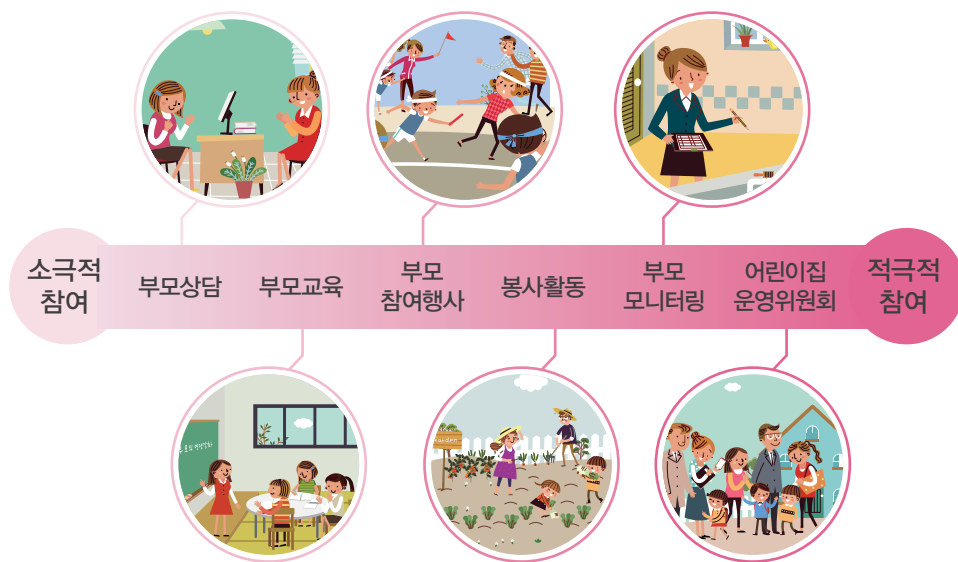 소극적
참여
부모상담
부모교육
부모
참여행사
봉사활동
부모
모니터링
어린이집
운영위원회
적극적
참여
Garden